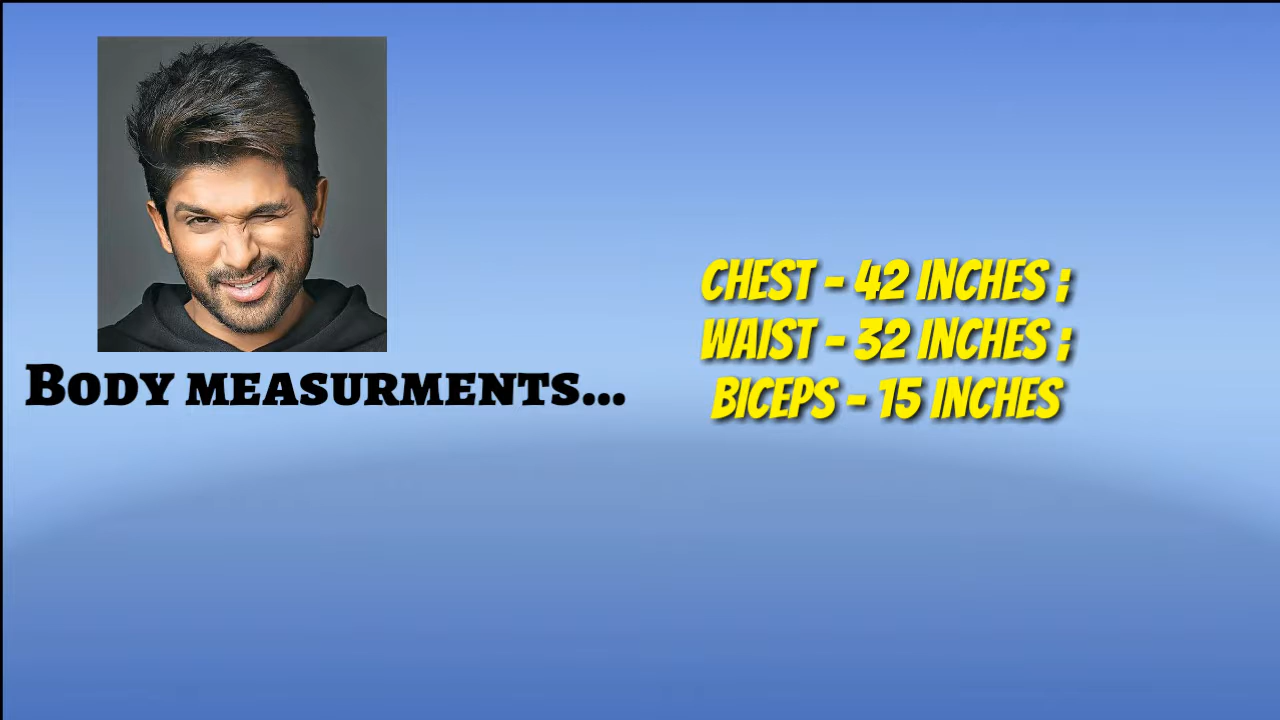 Body measurments...
CHEST - 42 INCHES ;
WAIST - 32 INCHES ;
BICEPS - 15 INCHES